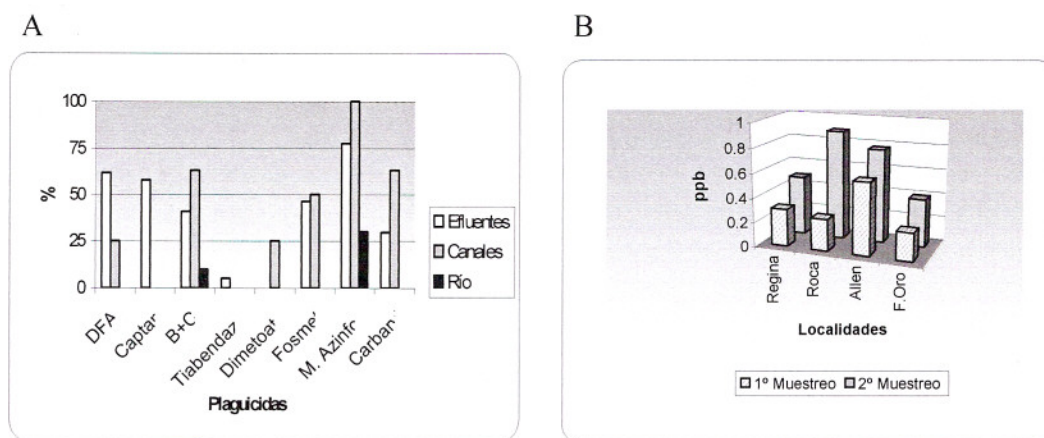 A
100
75
50
25
0
%
DFA
Captar
B+C
Tiabendaz
Dimetoat
Fosme
M. Azinfo
Carbar
Plaguicidas
Efluentes
Canales
Río
B
1
0.8
0.6
0.4
0.2
0
ppb
Regina
Roca
Allen
F.Oro
Localidades
1º Muestreo
2º Muestreo